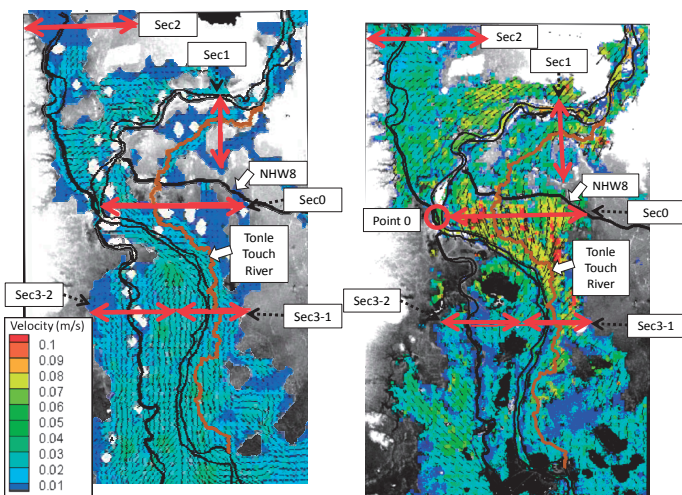 Sec2
Sec1
NHW8
Sec0
Tonle
Touch
River
Sec3-2
Sec3-1
Velocity (m/s)
0.1
0.09
0.08
0.07
0.06
0.05
0.04
0.03
0.02
0.01
Sec2
Sec1
NHW8
Point 0
Sec0
Tonle
Touch
River
Sec3-2
Sec3-1